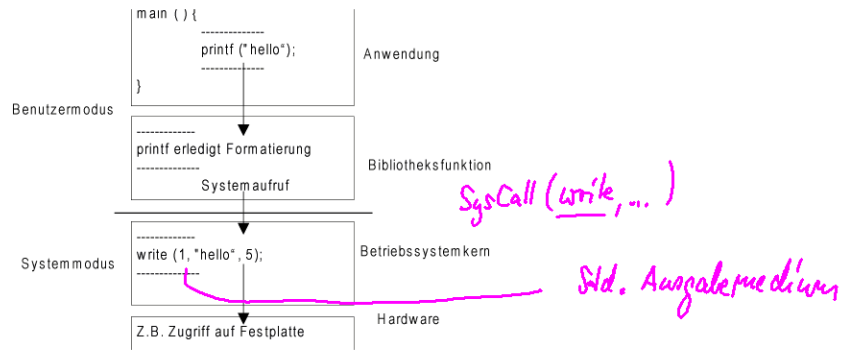 main ( ) {
--------------
printf ("hello“);
--------------
}
Anwendung
Benutzermodus
-------------
printf erledigt Formatierung
--------------
Systemaufruf
Bibliotheksfunktion
SysCall (write, ... )
-------------
write (1, "hello“, 5);
--------------
Betriebssystemkern
Systemmodus
Std. Ausgabemedium
Hardware
Z.B. Zugriff auf Festplatte